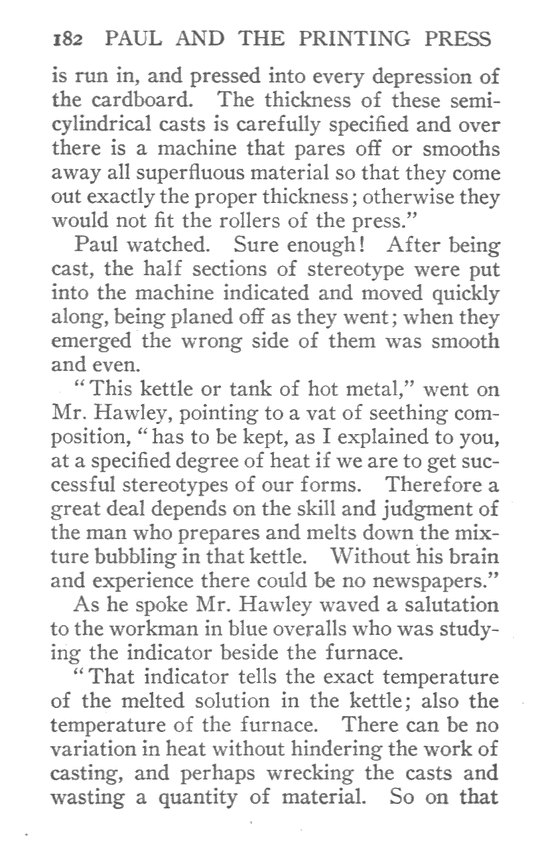 182 PAUL AND THE PRINTING PRESS
is run in, and pressed into every depression of
the cardboard. The thickness of these semi-
cylindrical casts is carefully specified and over
there is a machine that pares off or smooths
away all superfluous material so that they come
out exactly the proper thickness; otherwise they
would not fit the rollers of the press.”
Paul watched. Sure enough! After being
cast, the half sections of stereotype were put
into the machine indicated and moved quickly
along, being planed off as they went; when they
emerged the wrong side of them was smooth
and even.
“This kettle or tank of hot metal,” went on
Mr. Hawley, pointing to a vat of seething com-
position, “has to be kept, as I explained to you,
at a specified degree of heat if we are to get suc-
cessful stereotypes of our forms. Therefore a
great deal depends on the skill and judgment of
the man who prepares and melts down the mix-
ture bubbling in that kettle. Without his brain
and experience there could be no newspapers.”
As he spoke Mr. Hawley waved a salutation
to the workman in blue overalls who was study-
ing the indicator beside the furnace.
“That indicator tells the exact temperature
of the melted solution in the kettle; also the
temperature of the furnace. There can be no
variation in heat without hindering the work of
casting, and perhaps wrecking the casts and
wasting a quantity of material. So on that